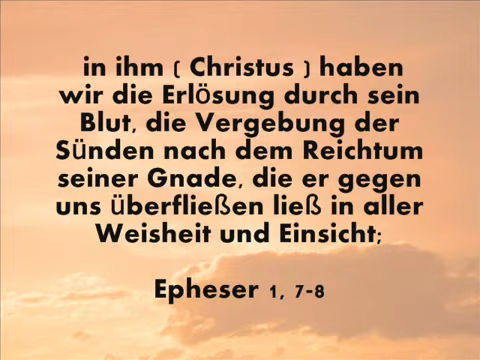 in ihm ( Christus ) haben
wir die Erlösung durch sein
Blut, die Vergebung der
Sünden nach dem Reichtum
seiner Gnade, die er gegen
uns überfließen ließ in aller
Weisheit und Einsicht;
Epheser 1, 7-8